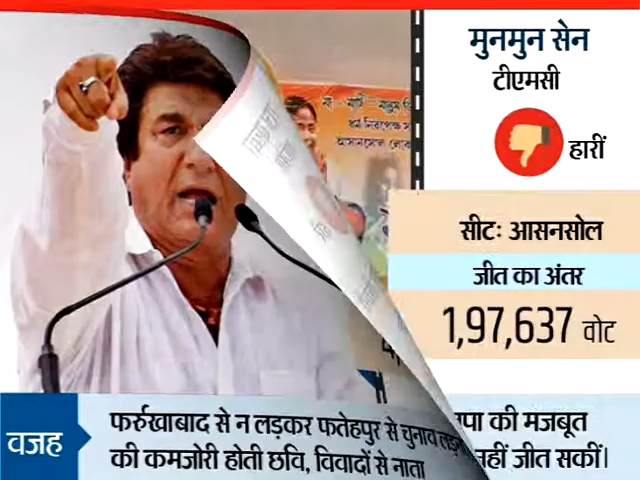 मुनमुन सेन
टीएमसी
हारीं
सीटः आसनसोल
जीत का अंतर
1,97,637 वोट
वजह
फर्रुखाबाद से न लड़कर फतेहपुर से चुनाव
की कमजोरी होती छवि, विवादों से नाता
की मजबूत
नहीं जीत सकीं।